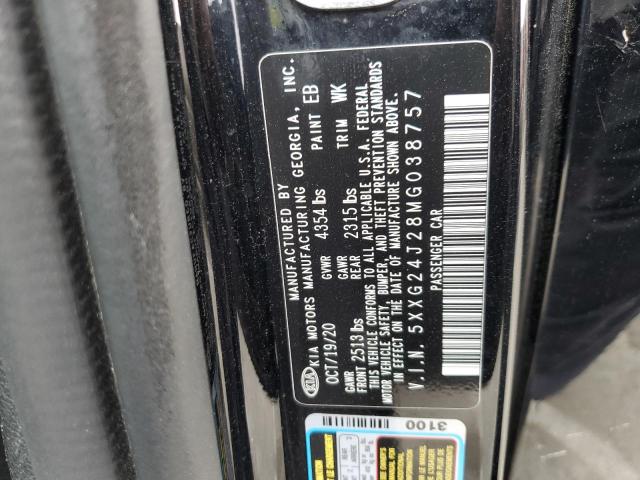 MANUFACTURED BY
KIA KIA MOTORS MANUFACTURING GEORGIA, INC.
OCT/19/20 GVWR 4354 lbs PAINT EB
GAWR FRONT 2513 lbs GAWR REAR 2315 lbs TRIM WK
THIS VEHICLE CONFORMS TO ALL APPLICABLE U.S.A. FEDERAL
MOTOR VEHICLE SAFETY, BUMPER, AND THEFT PREVENTION STANDARDS
IN EFFECT ON THE DATE OF MANUFACTURE SHOWN ABOVE.
V.I.N. 5XXG24J28MG038757
PASSENGER CAR
3100